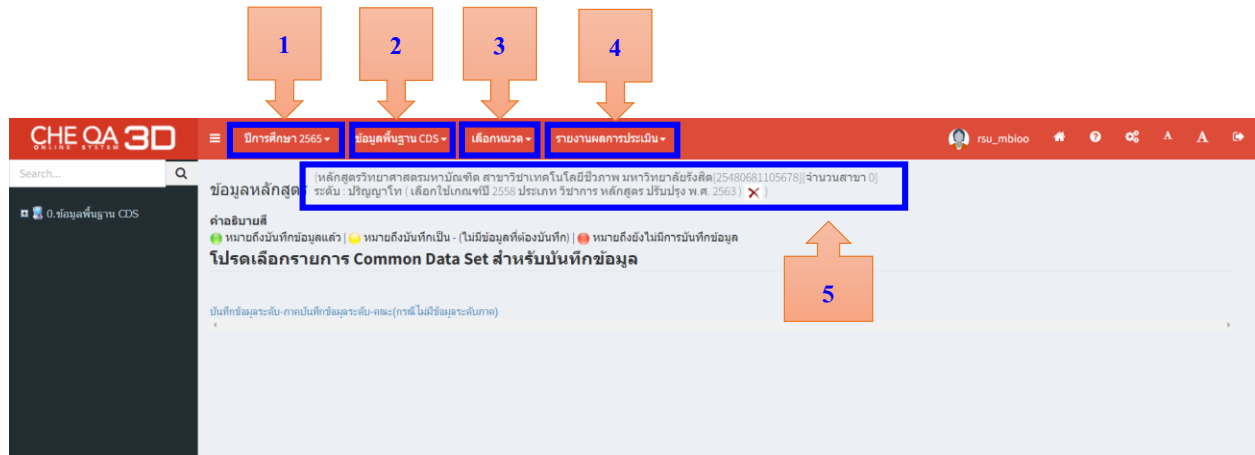 1 2 3 4
CHE QA 3D
ONLINE SYSTEM
ปีการศึกษา 2565 ข้อมูลพื้นฐาน CDS เลือกหมวด รายงานผลการประเมิน rsu_mbioo A A
Search...
ข้อมูลหลักสูตร (หลักสูตรวิทยาศาสตรมหาบัณฑิต สาขาวิชาเทคโนโลยีชีวภาพ มหาวิทยาลัยรังสิต[25480681105678][จำนวนสาขา 0]
ระดับ : ปริญญาโท ( เลือกใช้เกณฑ์ปี 2558 ประเภท วิชาการ หลักสูตร ปรับปรุง พ.ศ. 2563 ) )
0.ข้อมูลพื้นฐาน CDS
คำอธิบายสี
หมายถึงบันทึกข้อมูลแล้ว | หมายถึงบันทึกเป็น - (ไม่มีข้อมูลที่ต้องบันทึก) | หมายถึงยังไม่มีการบันทึกข้อมูล
โปรดเลือกรายการ Common Data Set สำหรับบันทึกข้อมูล
5
บันทึกข้อมูลระดับ-ภาคบันทึกข้อมูลระดับ-คณะ(กรณีไม่มีข้อมูลระดับภาค)